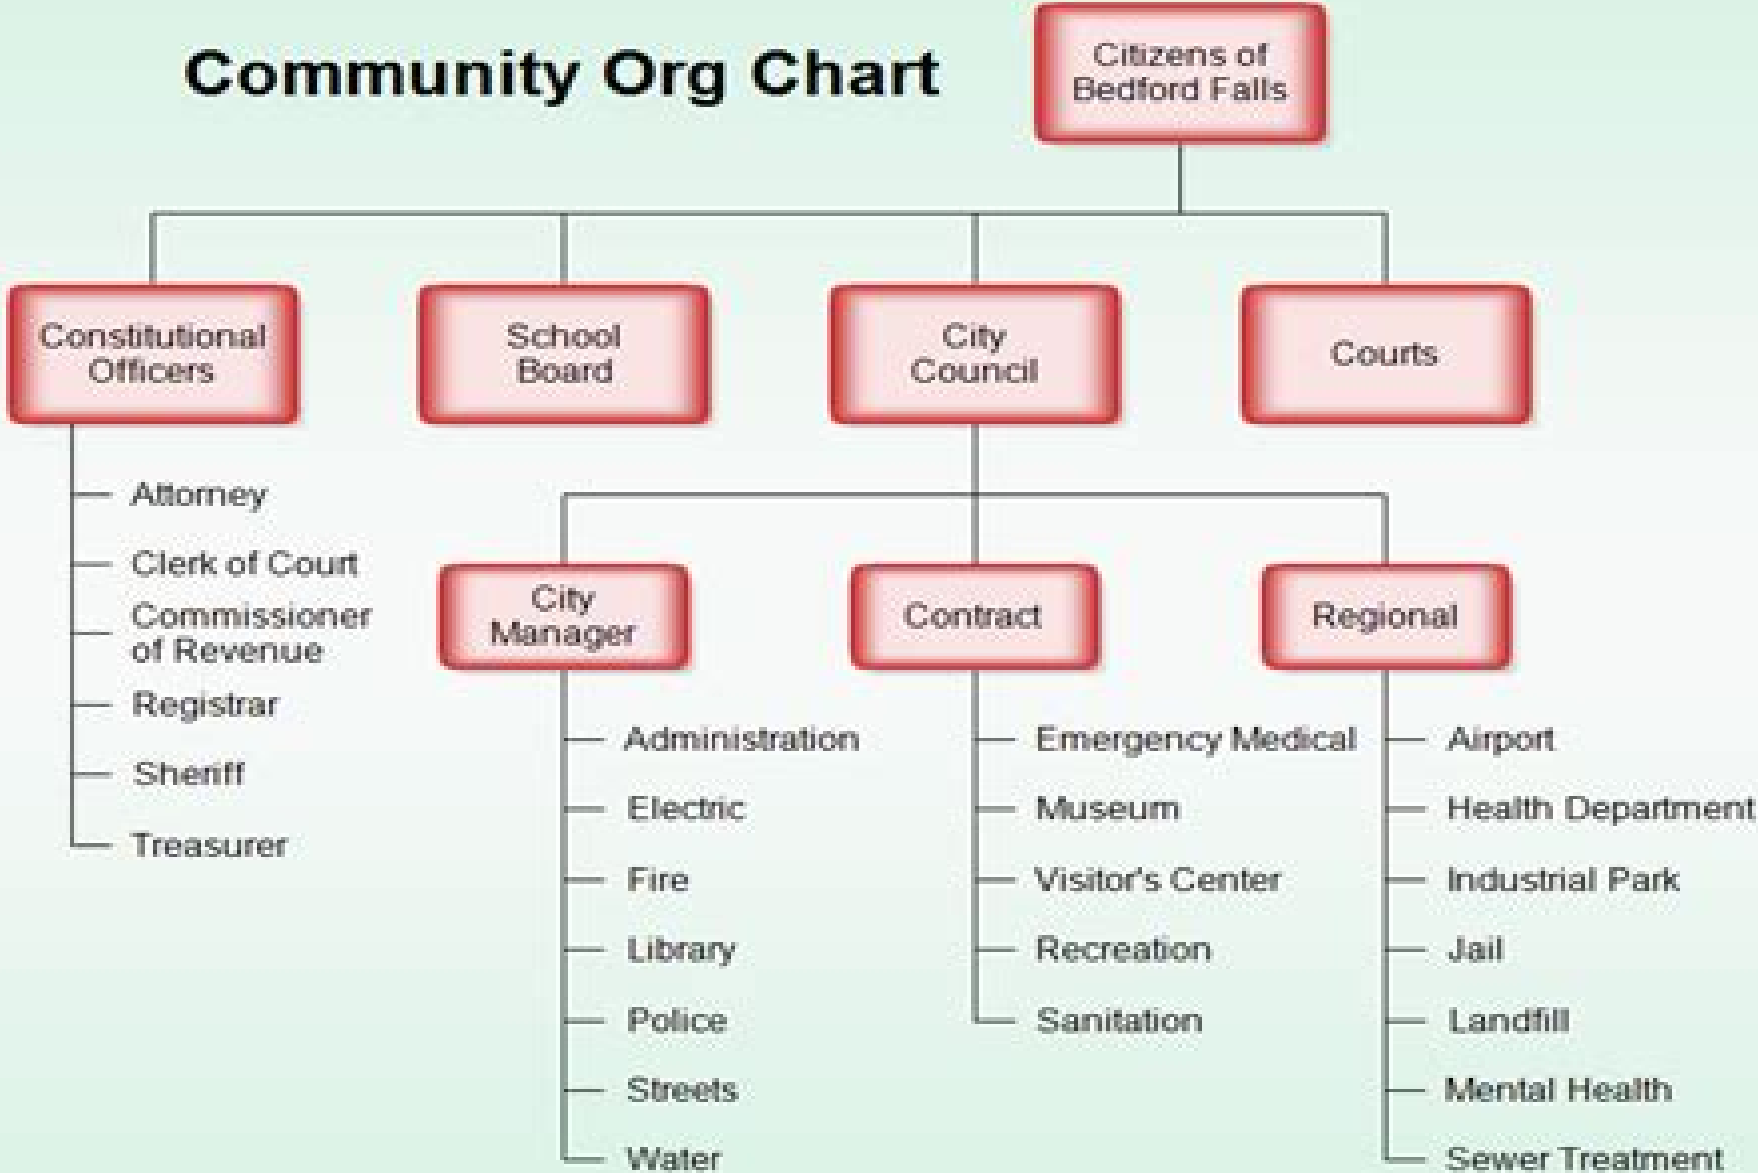 Community Org Chart
Citizens of
Bedford Falls
Constitutional
Officers
School
Board
City
Council
Courts
Attorney
Clerk of Court
Commissioner
of Revenue
Registrar
Sheriff
Treasurer
City
Manager
Contract
Regional
Administration
Electric
Fire
Library
Police
Streets
Water
Emergency Medical
Museum
Visitor's Center
Recreation
Sanitation
Airport
Health Department
Industrial Park
Jail
Landfill
Mental Health
Sewer Treatment